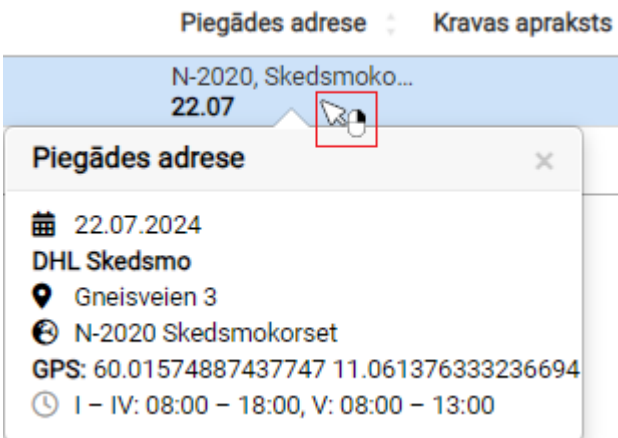 Piegādes adrese Kravas apraksts
N-2020, Skedsmoko...
22.07
Piegādes adrese ×
22.07.2024
DHL Skedsmo
Gneisveien 3
N-2020 Skedsmokorset
GPS: 60.01574887437747 11.061376333236694
I – IV: 08:00 – 18:00, V: 08:00 – 13:00